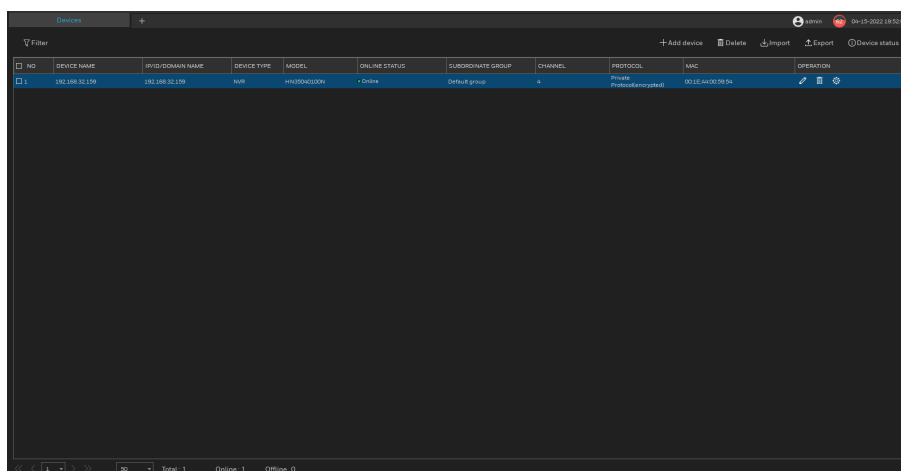 Devices + admin 62 04-15-2022 19:52:
Filter + Add device Delete Import Export Device status
NO DEVICE NAME IP/ID/DOMAIN NAME DEVICE TYPE MODEL ONLINE STATUS SUBORDINATE GROUP CHANNEL PROTOCOL MAC OPERATION
1 192.168.32.159 192.168.32.159 NVR HN35040100N Online Default group 4 Private Protocol(encrypted) 00:1E:A4:00:59:54
1 50 Total: 1 Online: 1 Offline: 0